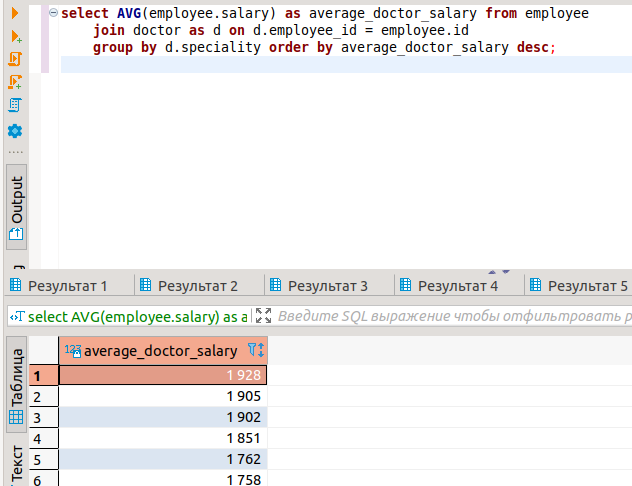 select AVG(employee.salary) as average_doctor_salary from employee
join doctor as d on d.employee_id = employee.id
group by d.speciality order by average_doctor_salary desc;
Output
Результат 1 Результат 2 Результат 3 Результат 4 Результат 5
select AVG(employee.salary) as a Введите SQL выражение чтобы отфильтровать р
Таблица
Текст
123 average_doctor_salary
1 1 928
2 1 905
3 1 902
4 1 851
5 1 762
6 1 758